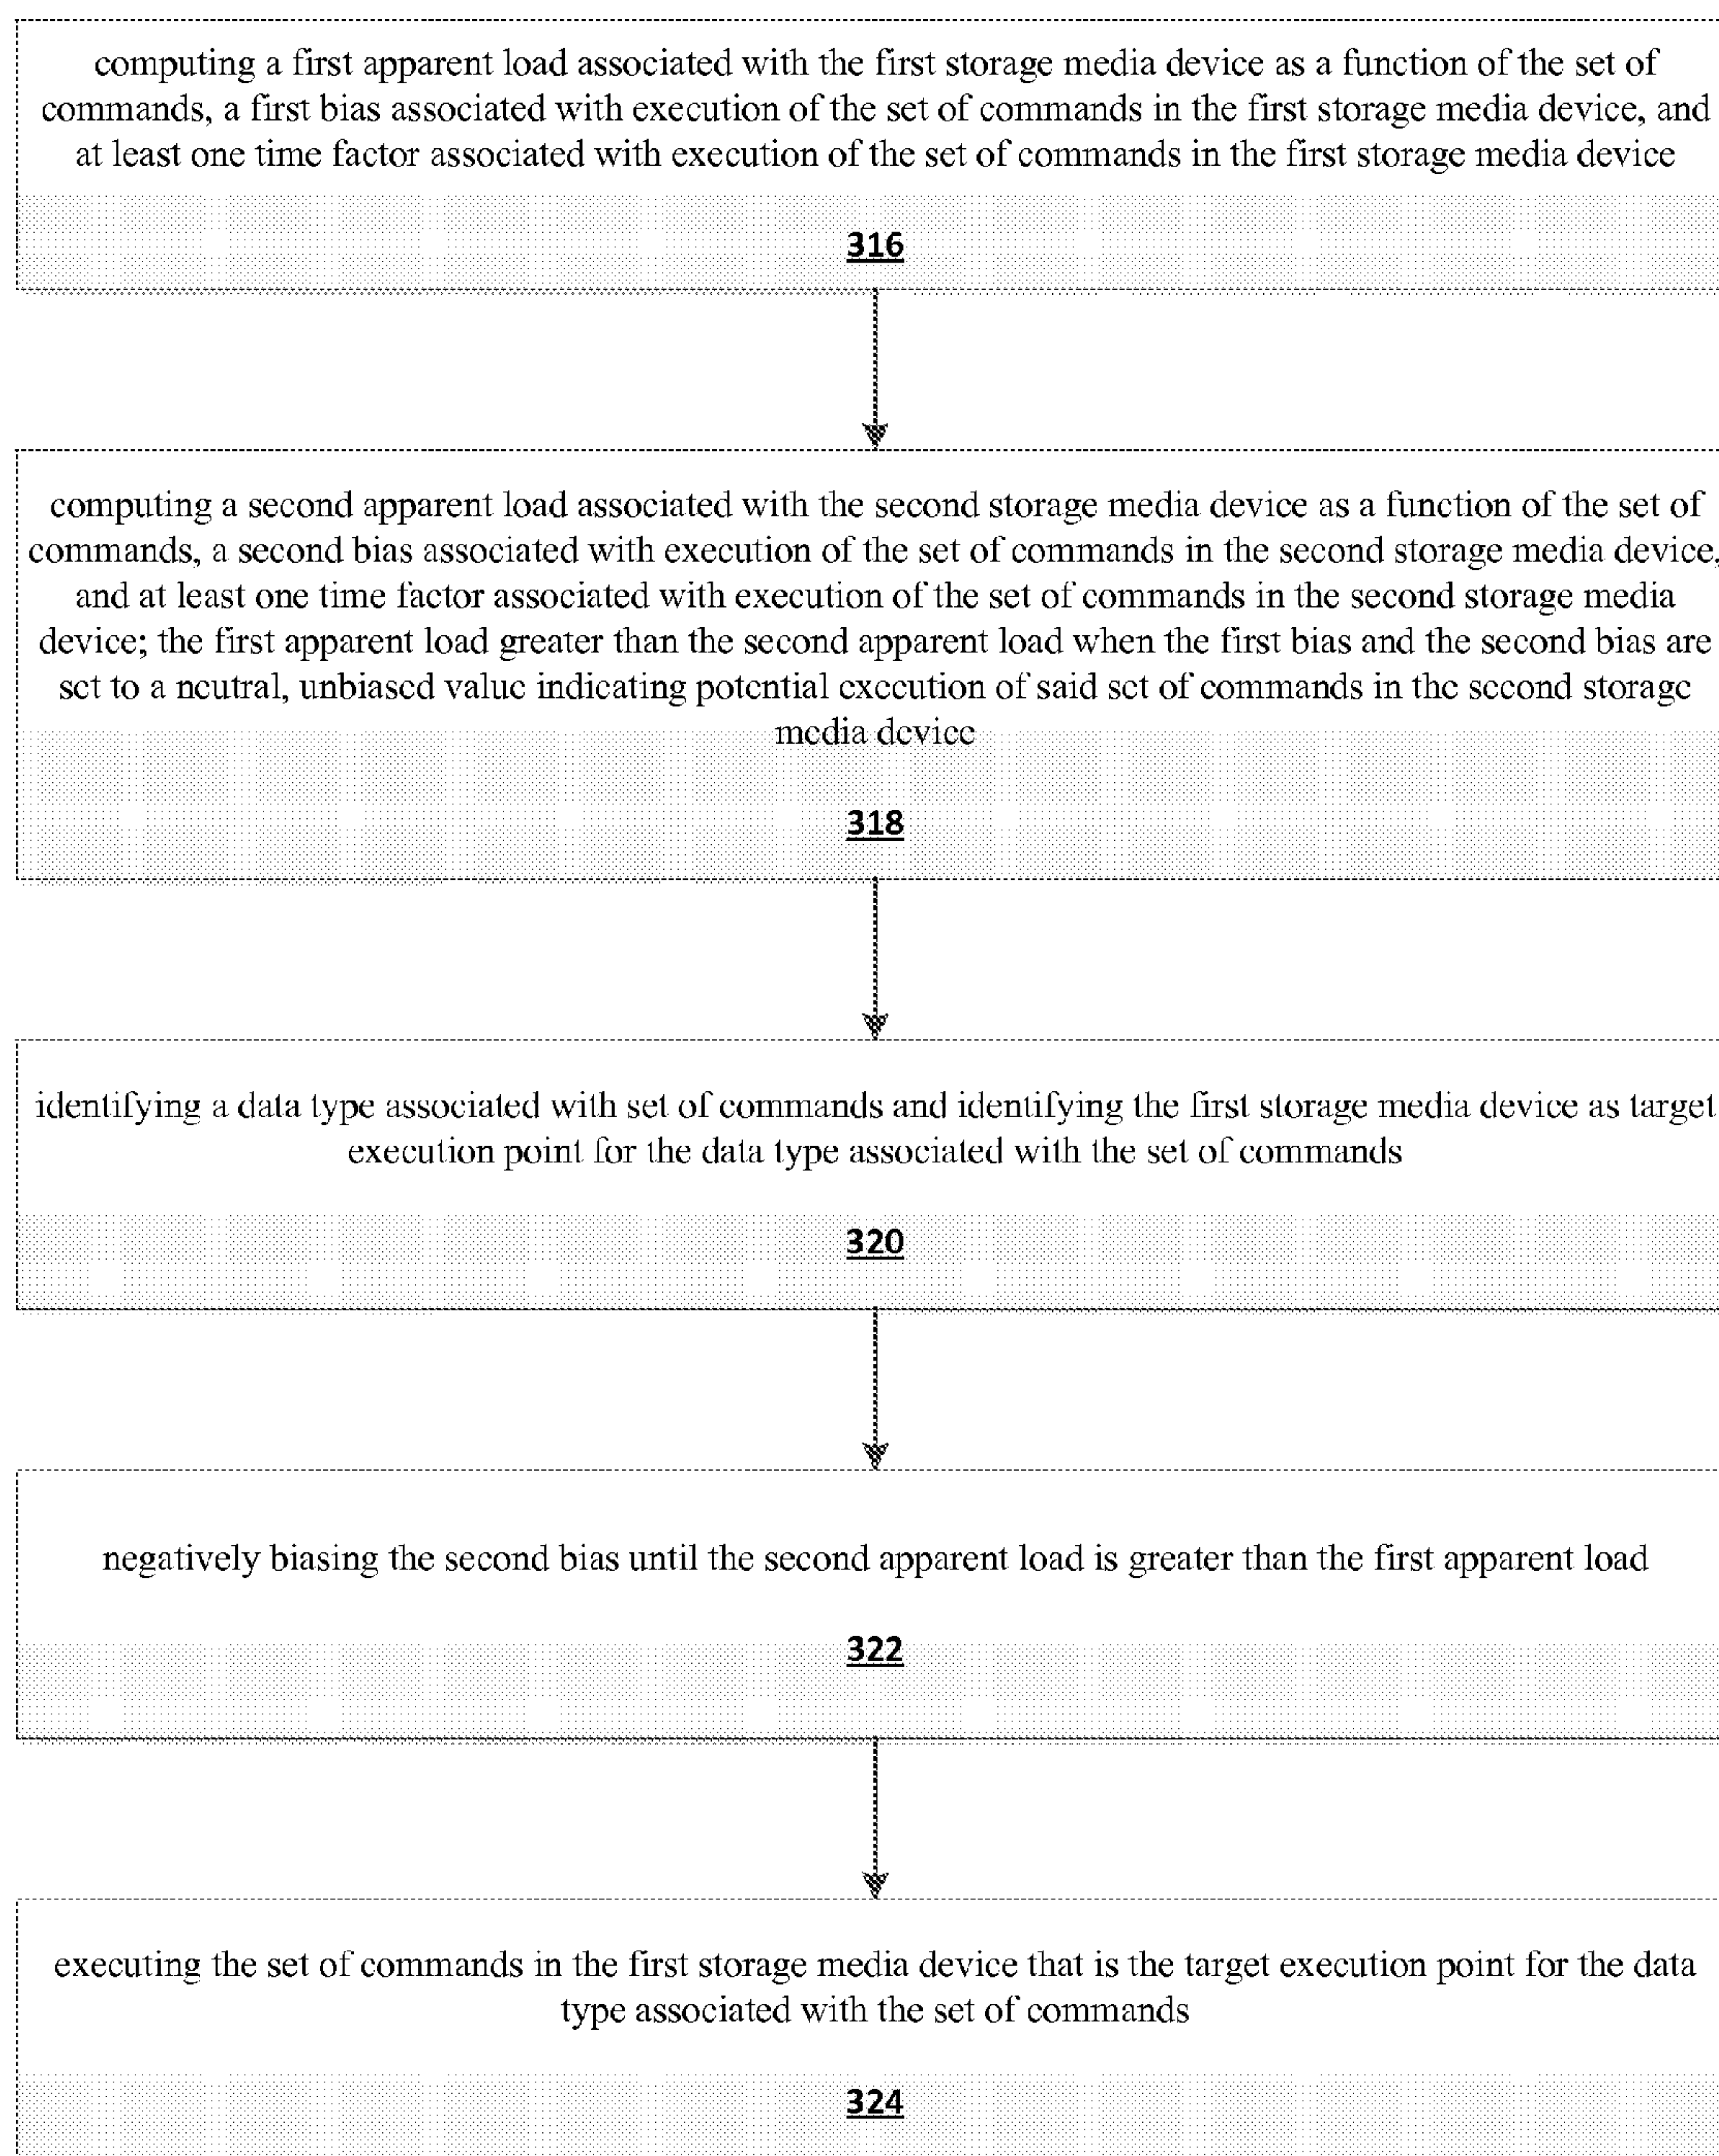 computing a first apparent load associated with the first storage media device as a function of the set of
commands, a first bias associated with execution of the set of commands in the first storage media device, and
at least one time factor associated with execution of the set of commands in the first storage media device
316
computing a second apparent load associated with the second storage media device as a function of the set of
commands, a second bias associated with execution of the set of commands in the second storage media device,
and at least one time factor associated with execution of the set of commands in the second storage media
device; the first apparent load greater than the second apparent load when the first bias and the second bias are
set to a neutral, unbiased value indicating potential execution of said set of commands in the second storage
media device
318
identifying a data type associated with set of commands and identifying the first storage media device as target
execution point for the data type associated with the set of commands
320
negatively biasing the second bias until the second apparent load is greater than the first apparent load
322
executing the set of commands in the first storage media device that is the target execution point for the data
type associated with the set of commands
324